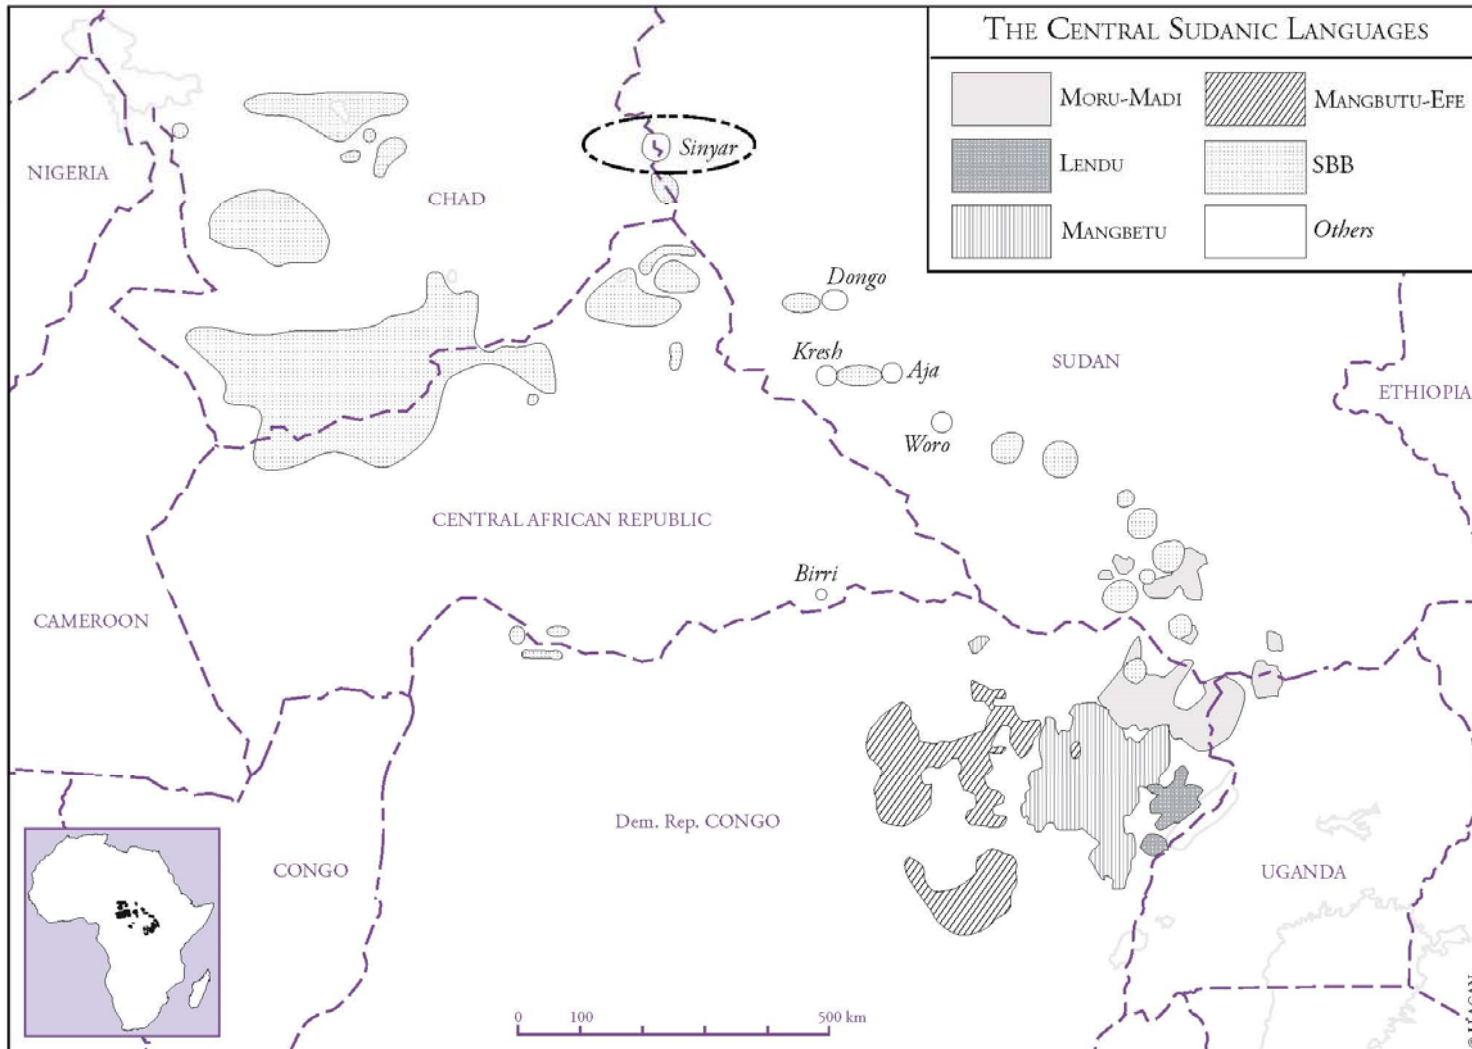 THE CENTRAL SUDANIC LANGUAGES
MORU-MADI
MANGBUTU-EFE
LENDU
SBB
MANGBETU
Others
Sinyar
NIGERIA
CHAD
Dongo
Kresh
Aja
SUDAN
ETHIOPIA
Woro
CENTRAL AFRICAN REPUBLIC
Birri
CAMEROON
Dem. Rep. CONGO
CONGO
UGANDA
0 100 500 km